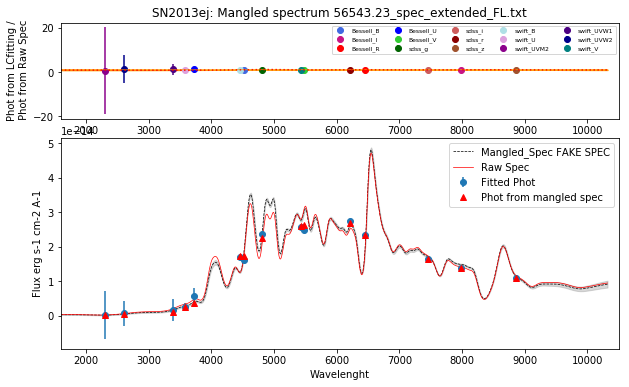 SN2013ej: Mangled spectrum 56543.23_spec_extended_FL.txt
Phot from LCfitting /
Phot from Raw Spec
20
0
−20
Bessell_B Bessell_U sdss_i swift_B swift_UVW1
Bessell_I Bessell_V sdss_r swift_U swift_UVW2
Bessell_R sdss_g sdss_z swift_UVM2 swift_V
2000 3000 4000 5000 6000 7000 8000 9000 10000
1e−14
Flux erg s-1 cm-2 A-1
5
4
3
2
1
0
Mangled_Spec FAKE SPEC
Raw Spec
Fitted Phot
Phot from mangled spec
2000 3000 4000 5000 6000 7000 8000 9000 10000
Wavelenght